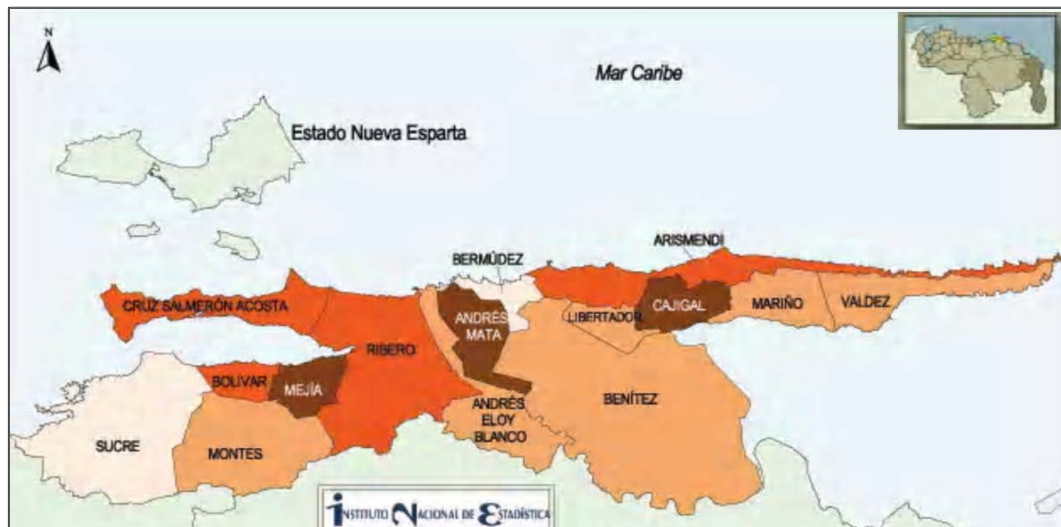 N
Mar Caribe
Estado Nueva Esparta
ARISMENDI
BERMÚDEZ
CRUZ SALMERÓN ACOSTA
CAJIGAL
MARIÑO
VALDEZ
ANDRÉS
MATA
LIBERTADOR
RIBERO
BOLÍVAR
MEJÍA
BENÍTEZ
ANDRÉS
ELOY
BLANCO
SUCRE
MONTES
INSTITUTO NACIONAL DE ESTADÍSTICA